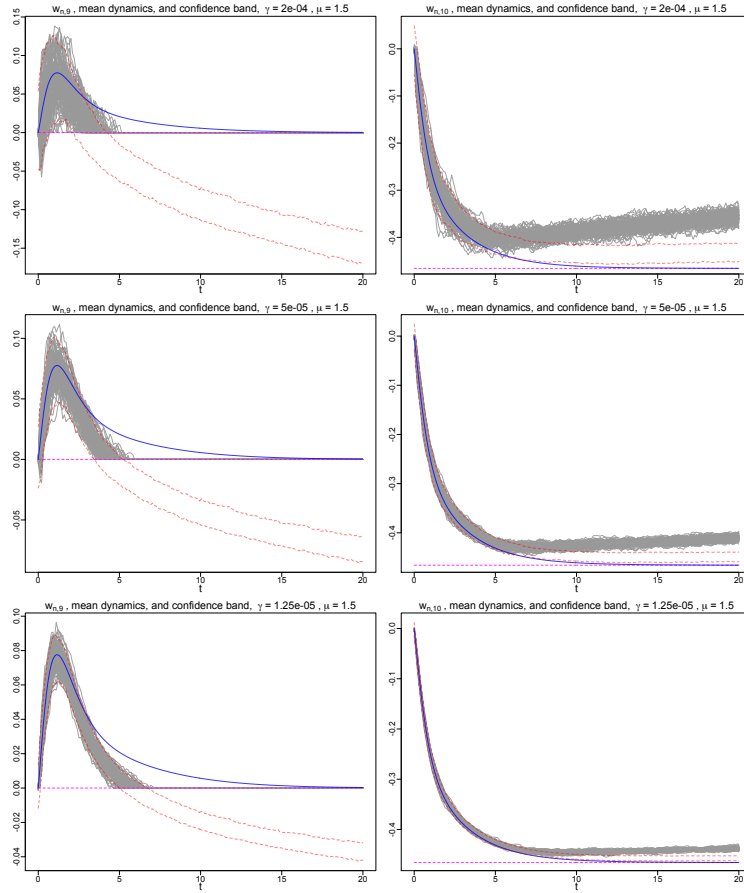 w_{n,9} , mean dynamics, and confidence band, γ = 2e-04 , μ = 1.5
0.15
0.10
0.05
0.00
-0.05
-0.10
-0.15
0 5 10 15 20
t
w_{n,10} , mean dynamics, and confidence band, γ = 2e-04 , μ = 1.5
0.0
-0.1
-0.2
-0.3
-0.4
0 5 10 15 20
t
w_{n,9} , mean dynamics, and confidence band, γ = 5e-05 , μ = 1.5
0.10
0.05
0.00
0.05
0 5 10 15 20
t
w_{n,10} , mean dynamics, and confidence band, γ = 5e-05 , μ = 1.5
0.0
-0.1
-0.2
-0.3
-0.4
0 5 10 15 20
t
w_{n,9} , mean dynamics, and confidence band, γ = 1.25e-05 , μ = 1.5
0.10
0.08
0.06
0.04
0.02
0.00
-0.02
-0.04
0 5 10 15 20
t
w_{n,10} , mean dynamics, and confidence band, γ = 1.25e-05 , μ = 1.5
0.0
-0.1
-0.2
-0.3
-0.4
0 5 10 15 20
t